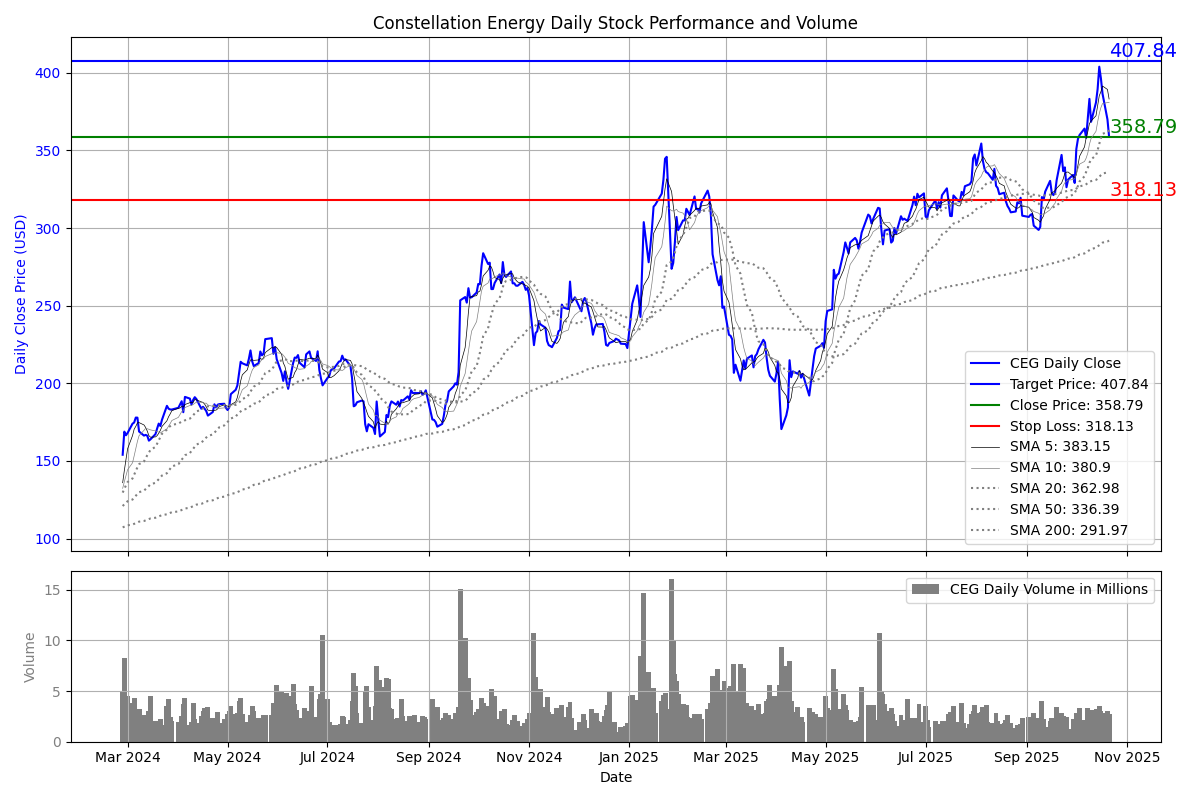 Constellation Energy Daily Stock Performance and Volume
407.84
358.79
318.13
Daily Close Price (USD)
400
350
300
250
200
150
100
CEG Daily Close
Target Price: 407.84
Close Price: 358.79
Stop Loss: 318.13
SMA 5: 383.15
SMA 10: 380.9
SMA 20: 362.98
SMA 50: 336.39
SMA 200: 291.97
Volume
15
10
5
0
CEG Daily Volume in Millions
Mar 2024
May 2024
Jul 2024
Sep 2024
Nov 2024
Jan 2025
Mar 2025
May 2025
Jul 2025
Sep 2025
Nov 2025
Date